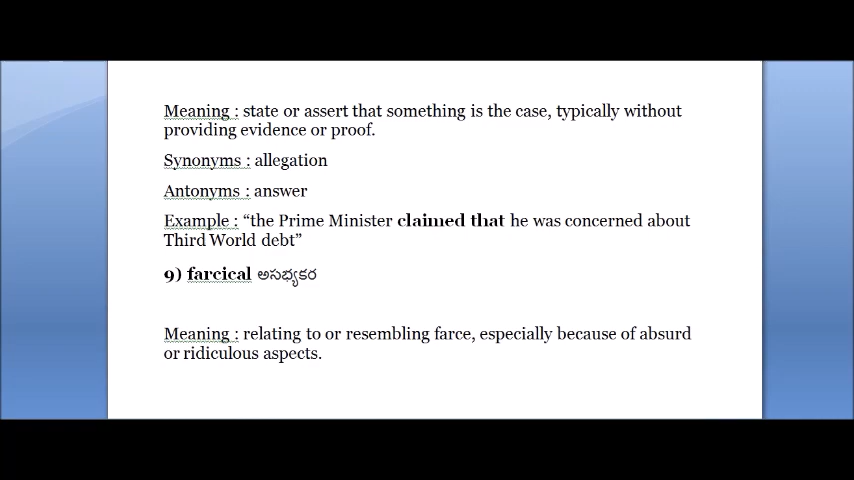 Meaning : state or assert that something is the case, typically without
providing evidence or proof.
Synonyms : allegation
Antonyms : answer
Example : “the Prime Minister claimed that he was concerned about
Third World debt”
9) farcical అసభ్యకర
Meaning : relating to or resembling farce, especially because of absurd
or ridiculous aspects.